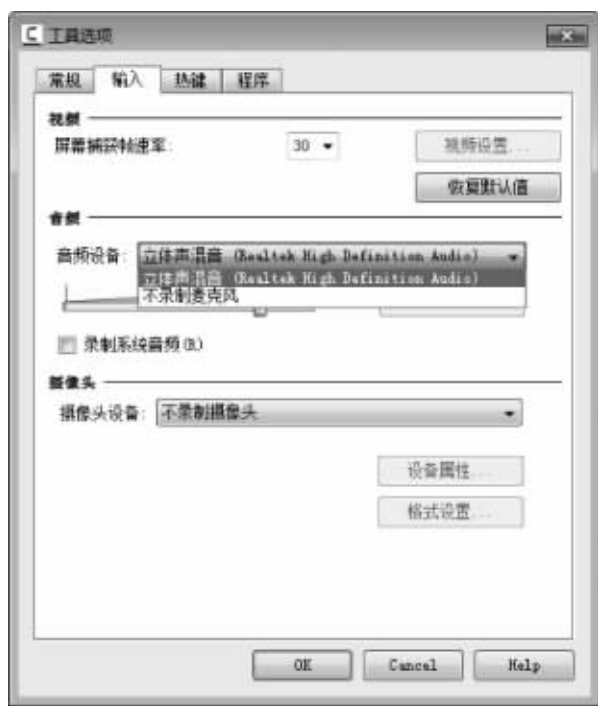 C 工具选项
常规 输入 热键 程序
视频
屏幕捕获帧速率: 30 视频设置...
恢复默认值
音频
音频设备: 立体声混音 (Realtek High Definition Audio)
立体声混音 (Realtek High Definition Audio)
不录制麦克风
录制系统音频(R)
摄像头
摄像头设备: 不录制摄像头
设备属性...
格式设置...
OK Cancel Help